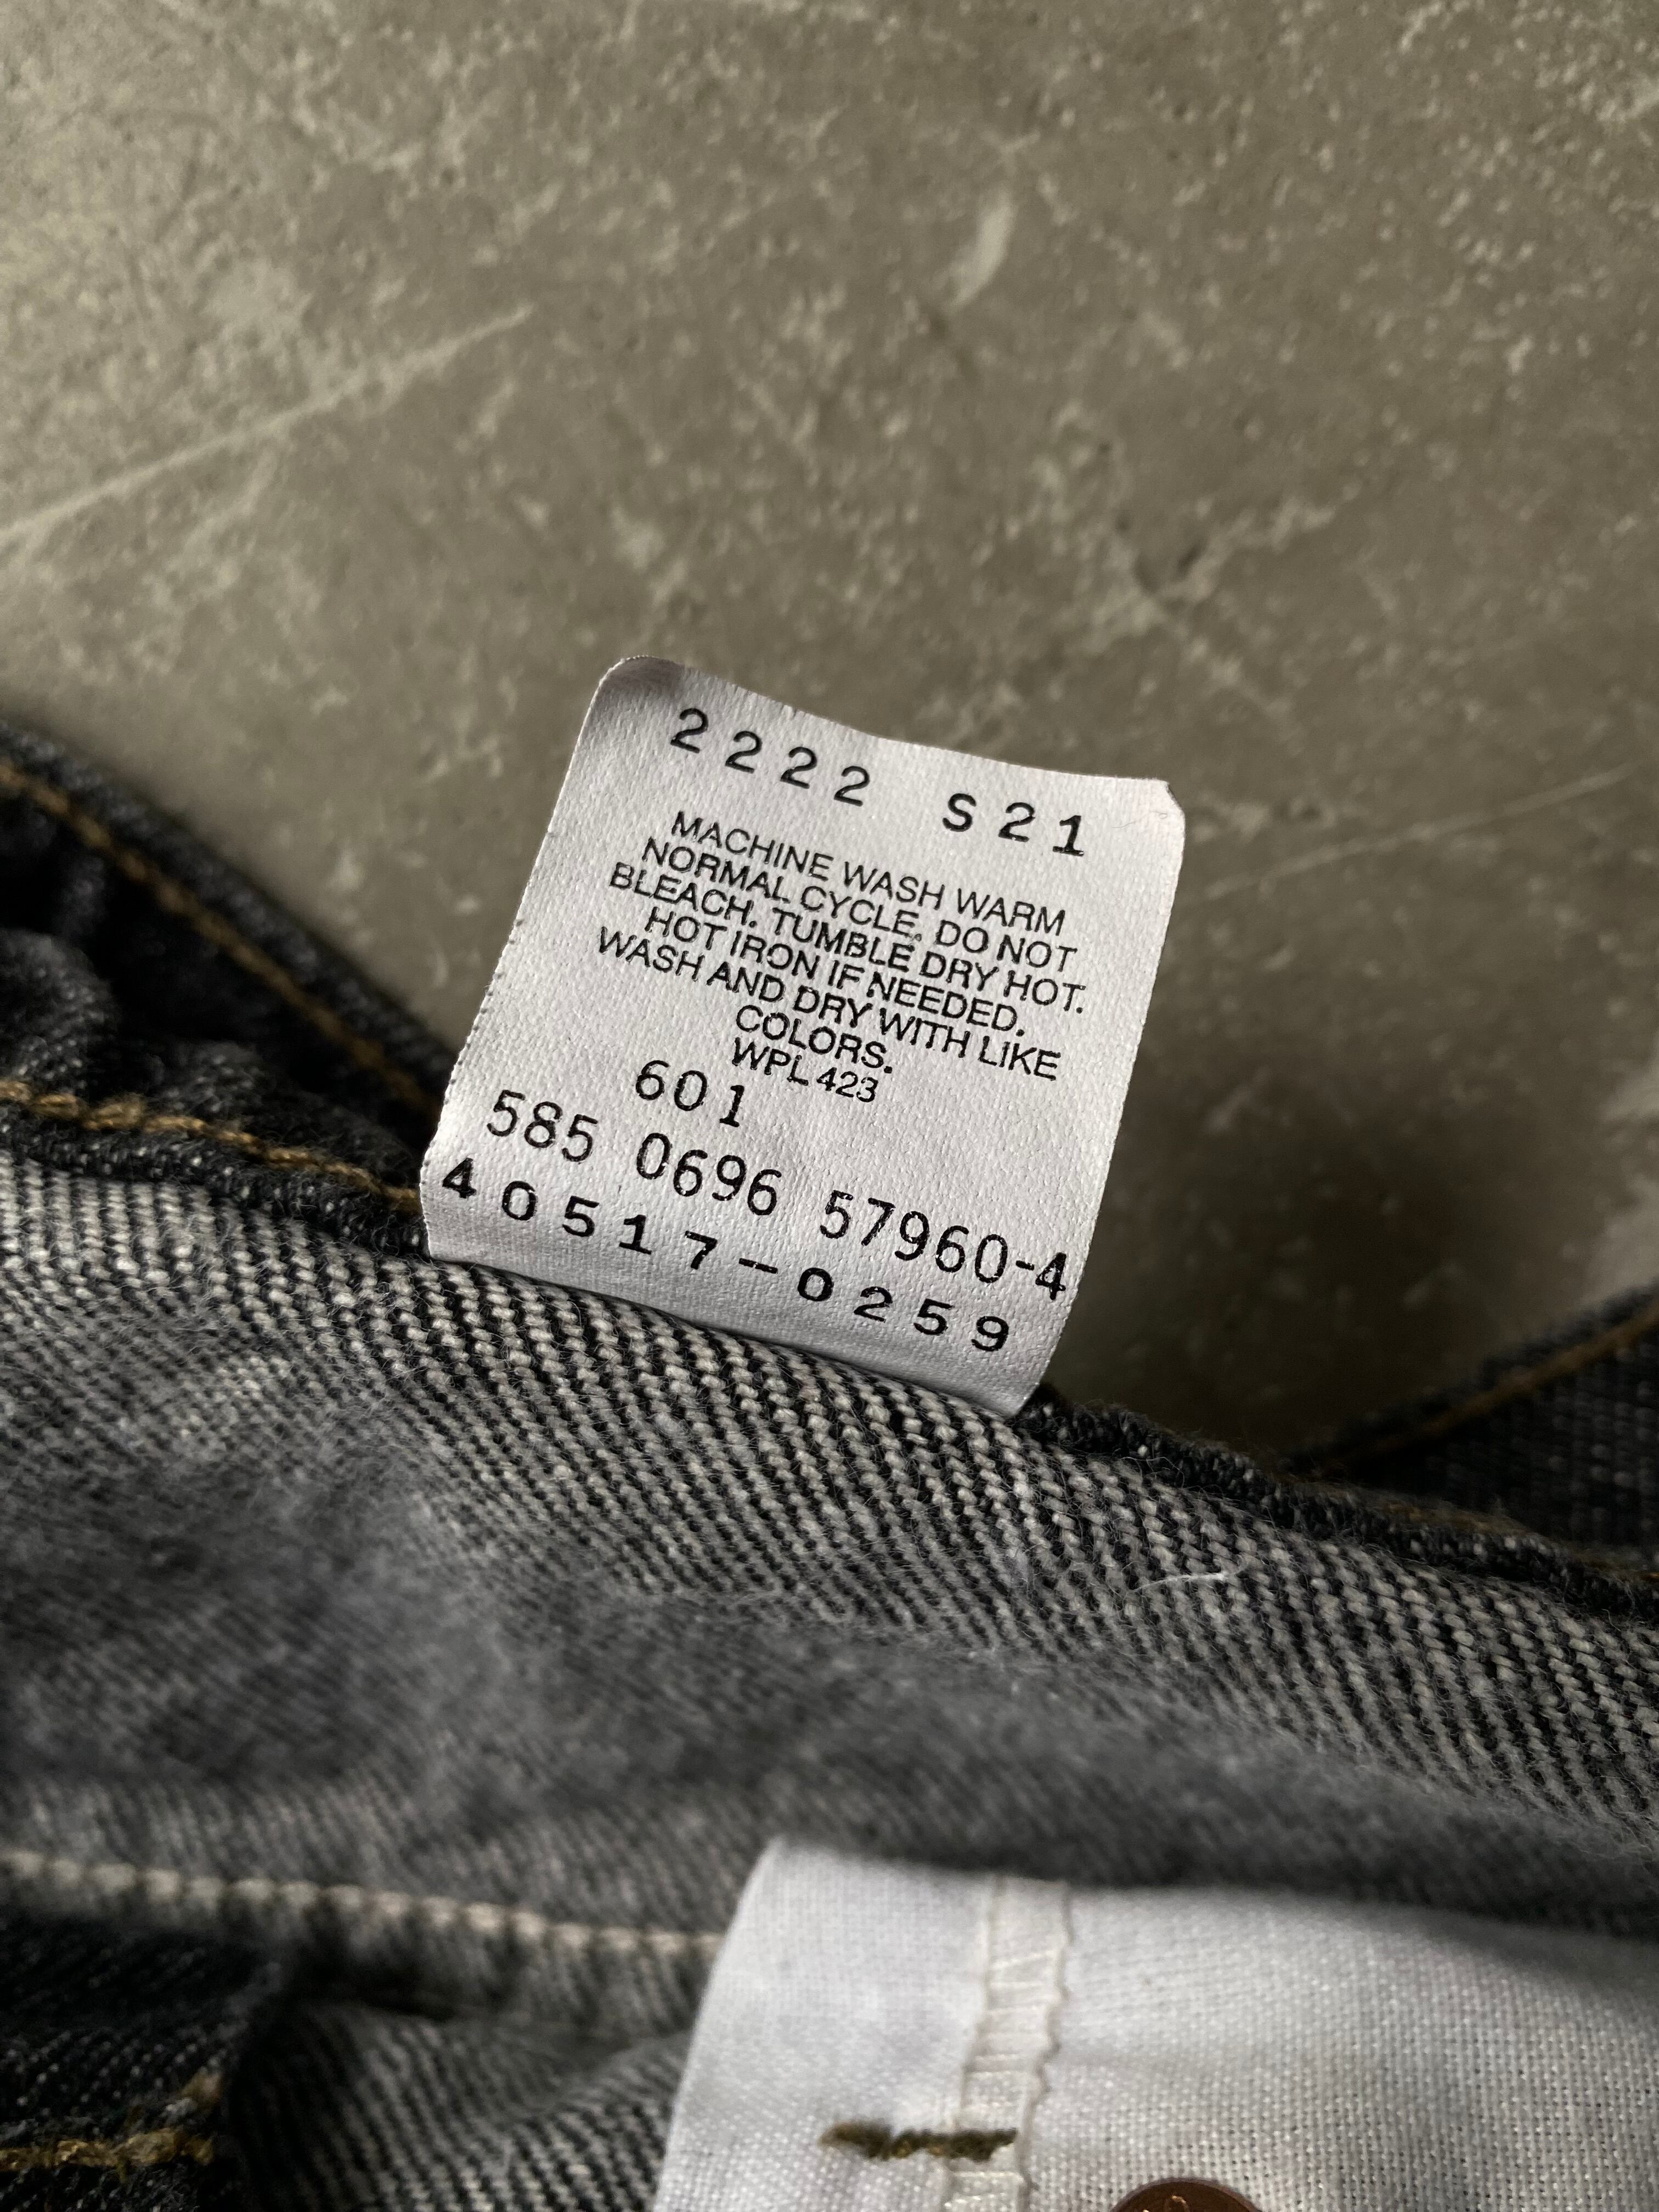 2222 S21
MACHINE WASH WARM
NORMAL CYCLE. DO NOT
BLEACH. TUMBLE DRY HOT.
HOT IRON IF NEEDED.
WASH AND DRY WITH LIKE
COLORS.
WPL 423
601
585 0696 57960-4
40517-0259